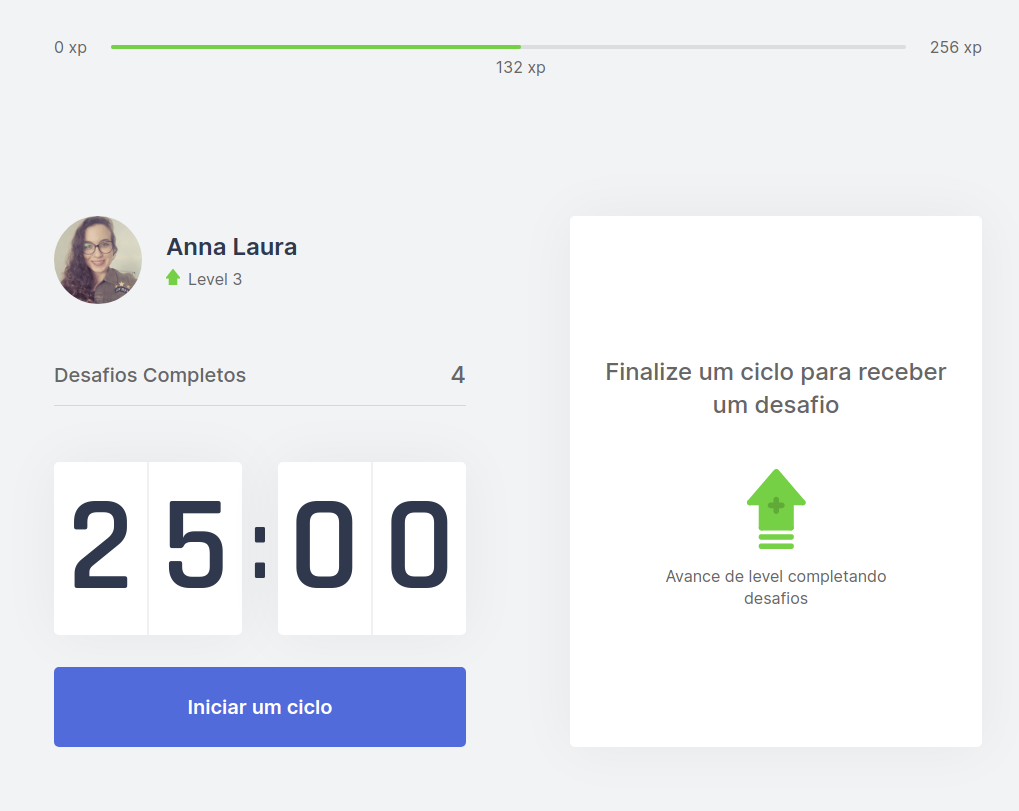 0 xp
256 xp
132 xp
Anna Laura
Level 3
Desafios Completos
4
25:00
Iniciar um ciclo
Finalize um ciclo para receber
um desafio
Avance de level completando
desafios